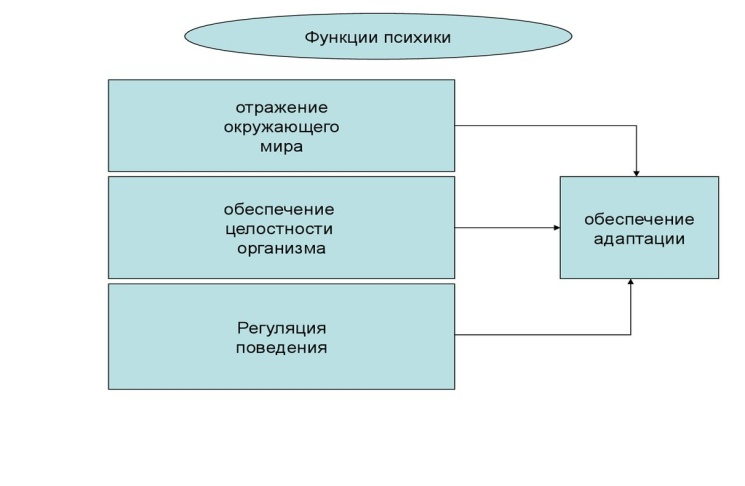 Функции психики
отражение
окружающего
мира
обеспечение
целостности
организма
обеспечение
адаптации
Регуляция
поведения